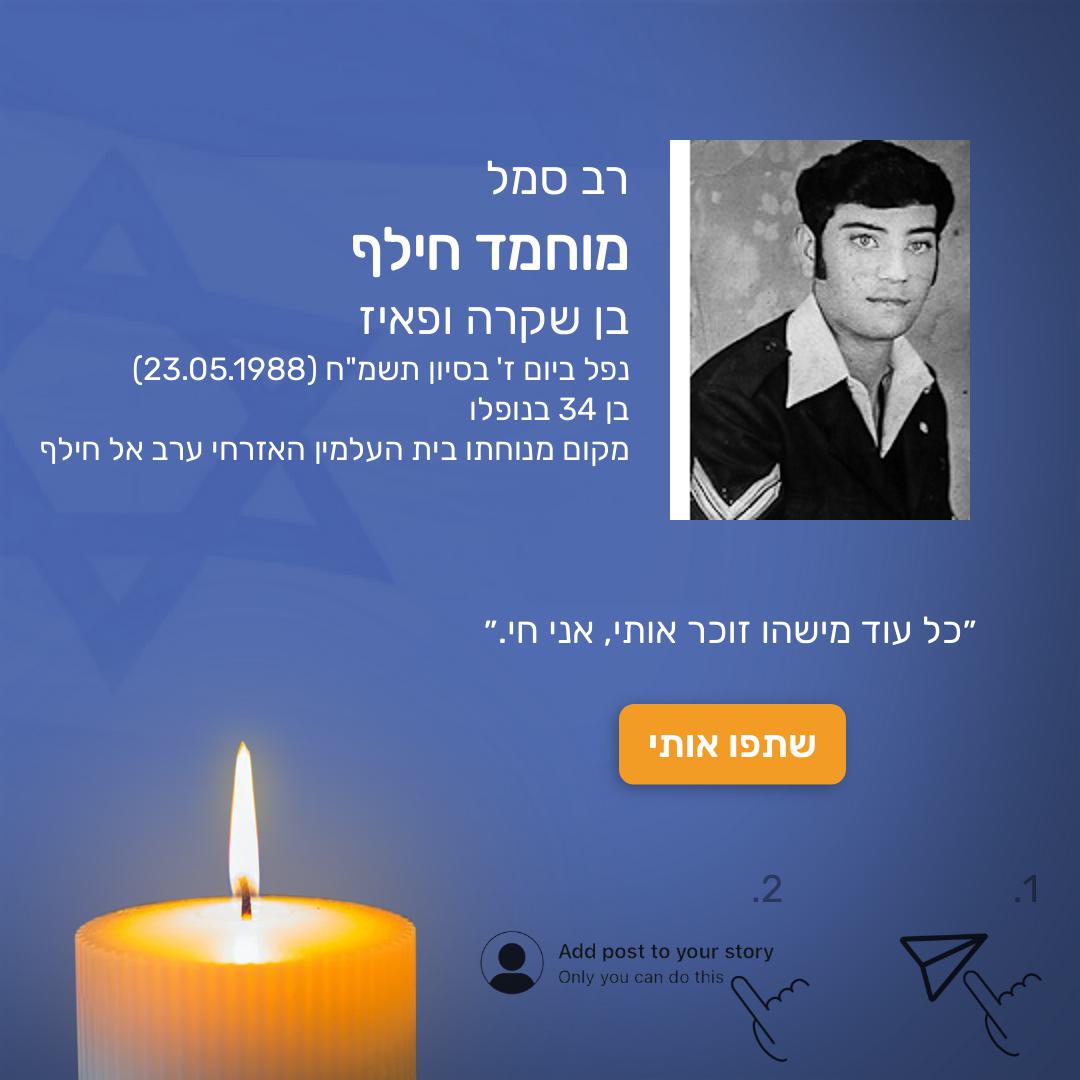 רב סמל
מוחמד חילף
בן שקרה ופאיז
נפל ביום ז' בסיון תשמ"ח (23.05.1988)
בן 34 בנופלו
מקום מנוחתו בית העלמין האזרחי ערב אל חילף
״כל עוד מישהו זוכר אותי, אני חי.״
שתפו אותי
1.
2.
Add post to your story
Only you can do this